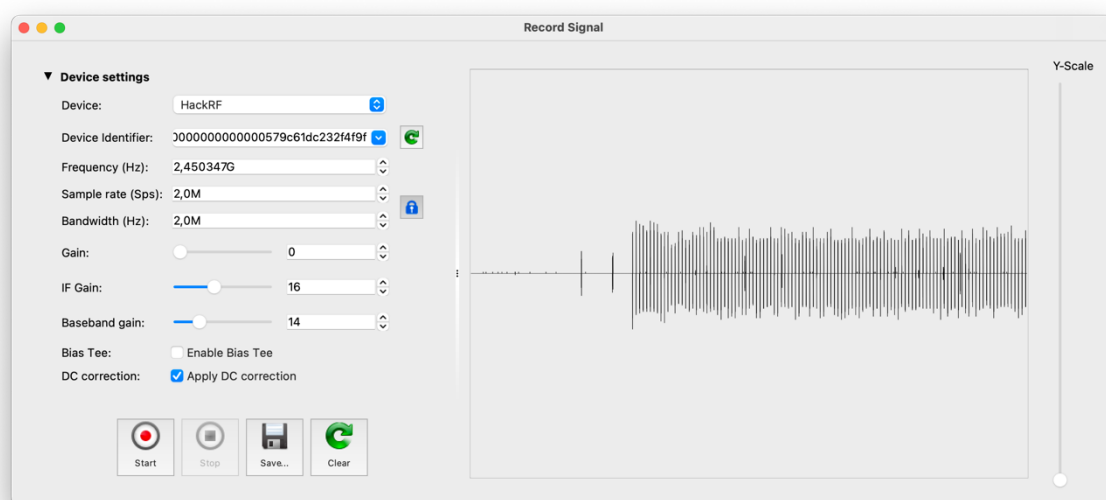 Record Signal
Y-Scale
Device settings
Device: HackRF
Device Identifier: 0000000000000579c61dc232f4f9f
Frequency (Hz): 2,450347G
Sample rate (Sps): 2,0M
Bandwidth (Hz): 2,0M
Gain: 0
IF Gain: 16
Baseband gain: 14
Bias Tee: Enable Bias Tee
DC correction: Apply DC correction
Start Stop Save... Clear